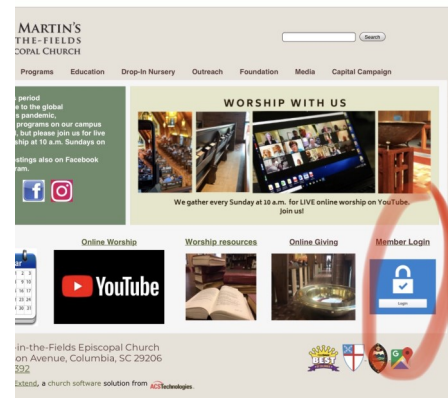 MARTIN'S
THE-FIELDS
COPAL CHURCH
Search
Programs Education Drop-In Nursery Outreach Foundation Media Capital Campaign
period
e to the global
s pandemic,
programs on our campus
, but please join us for live
ship at 10 a.m. Sundays on
ostings also on Facebook
ram.
WORSHIP WITH US
We gather every Sunday at 10 a.m. for LIVE online worship on YouTube.
Join us!
Online Worship
Worship resources
Online Giving
Member Login
YouTube
Login
-in-the-Fields Episcopal Church
on Avenue, Columbia, SC 29206
392
Extend, a church software solution from ACSTechnologies.
BEST